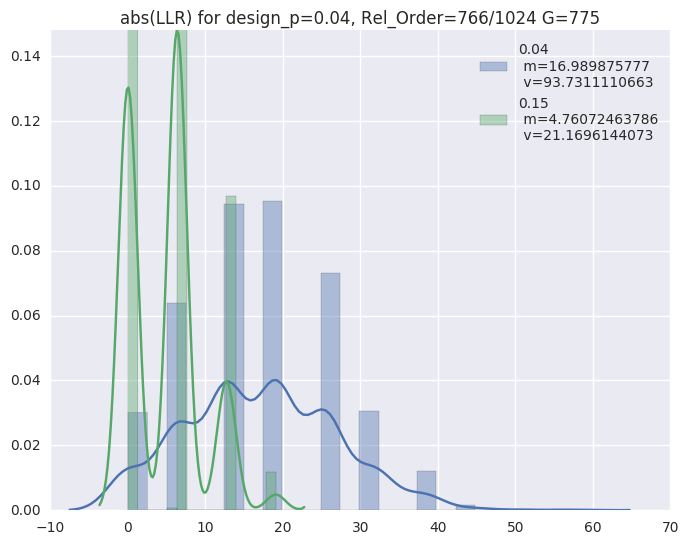 abs(LLR) for design_p=0.04, Rel_Order=766/1024 G=775
0.04
m=16.989875777
v=93.7311110663
0.15
m=4.76072463786
v=21.1696144073
0.14
0.12
0.10
0.08
0.06
0.04
0.02
0.00
−10 0 10 20 30 40 50 60 70